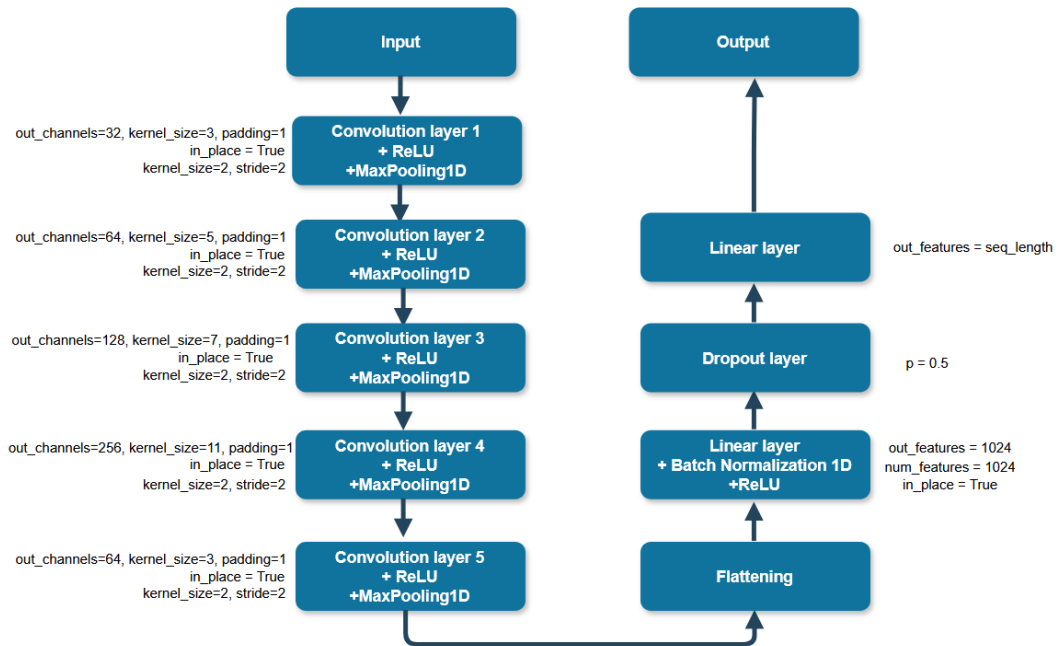 Input
out_channels=32, kernel_size=3, padding=1
in_place = True
kernel_size=2, stride=2
Convolution layer 1
+ ReLU
+MaxPooling1D
out_channels=64, kernel_size=5, padding=1
in_place = True
kernel_size=2, stride=2
Convolution layer 2
+ ReLU
+MaxPooling1D
out_channels=128, kernel_size=7, padding=1
in_place = True
kernel_size=2, stride=2
Convolution layer 3
+ ReLU
+MaxPooling1D
out_channels=256, kernel_size=11, padding=1
in_place = True
kernel_size=2, stride=2
Convolution layer 4
+ ReLU
+MaxPooling1D
out_channels=64, kernel_size=3, padding=1
in_place = True
kernel_size=2, stride=2
Convolution layer 5
+ ReLU
+MaxPooling1D
Flattening
Linear layer
+ Batch Normalization 1D
+ReLU
out_features = 1024
num_features = 1024
in_place = True
Dropout layer
p = 0.5
Linear layer
out_features = seq_length
Output